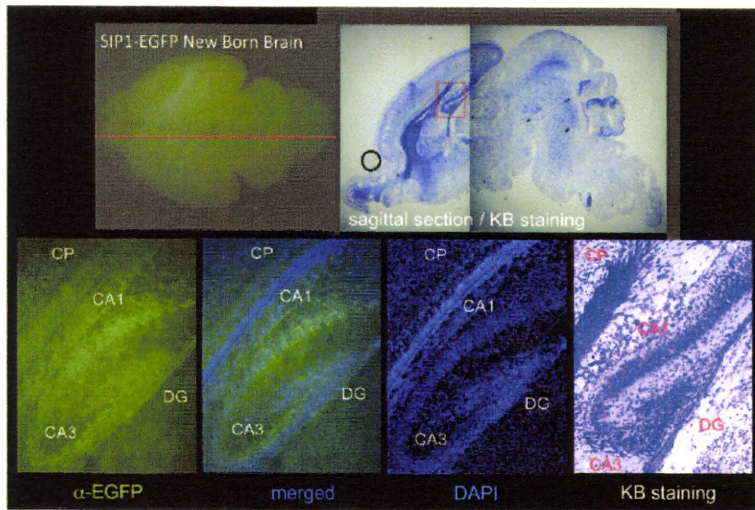 SIP1-EGFP New Born Brain
sagittal section / KB staining
CP
CA1
DG
CA3
CP
CA1
DG
CA3
CP
CA1
DG
CA3
CP
CA1
DG
CA3
α-EGFP
merged
DAPI
KB staining